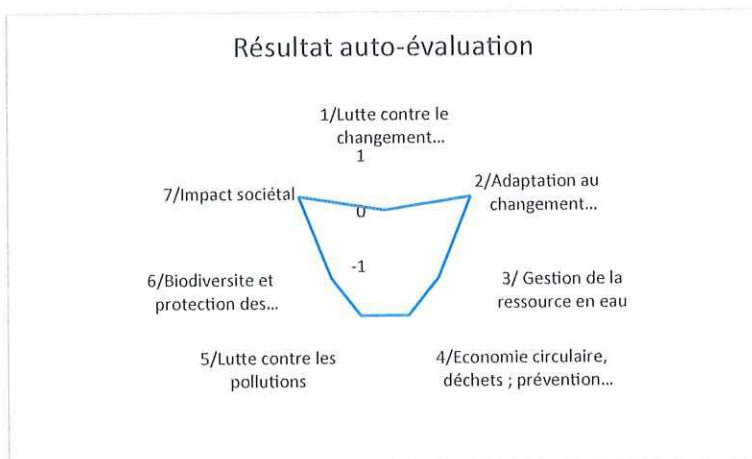 Résultat auto-évaluation
1/Lutte contre le
changement...
1
2/Adaptation au
changement...
7/Impact sociétal
0
-1
6/Biodiversite et
protection des...
3/ Gestion de la
ressource en eau
5/Lutte contre les
pollutions
4/Economie circulaire,
déchets ; prévention...